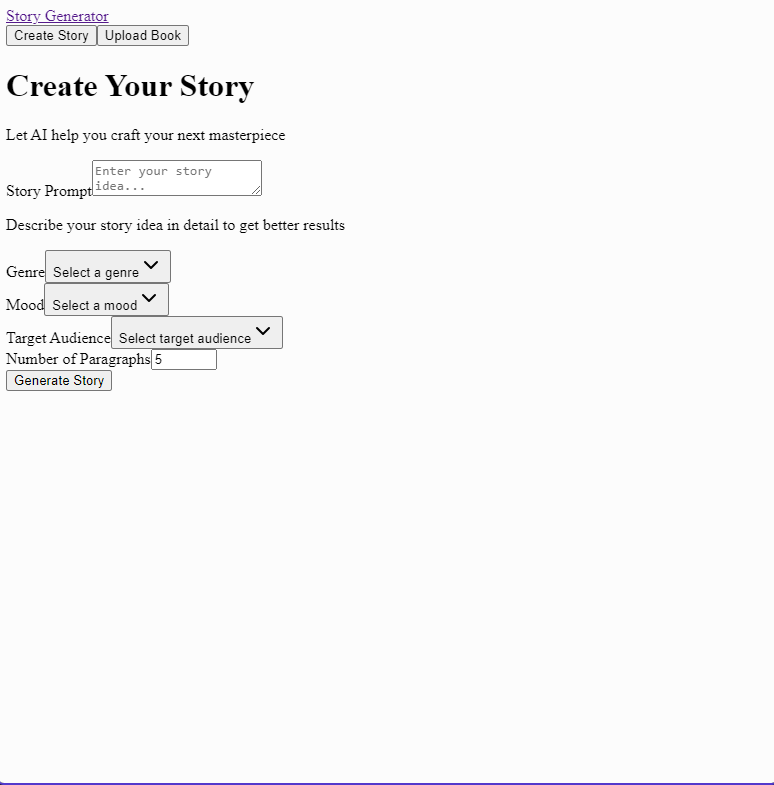 Story Generator
Create Story Upload Book
Create Your Story
Let AI help you craft your next masterpiece
Story Prompt Enter your story
idea...
Describe your story idea in detail to get better results
Genre Select a genre
Mood Select a mood
Target Audience Select target audience
Number of Paragraphs 5
Generate Story